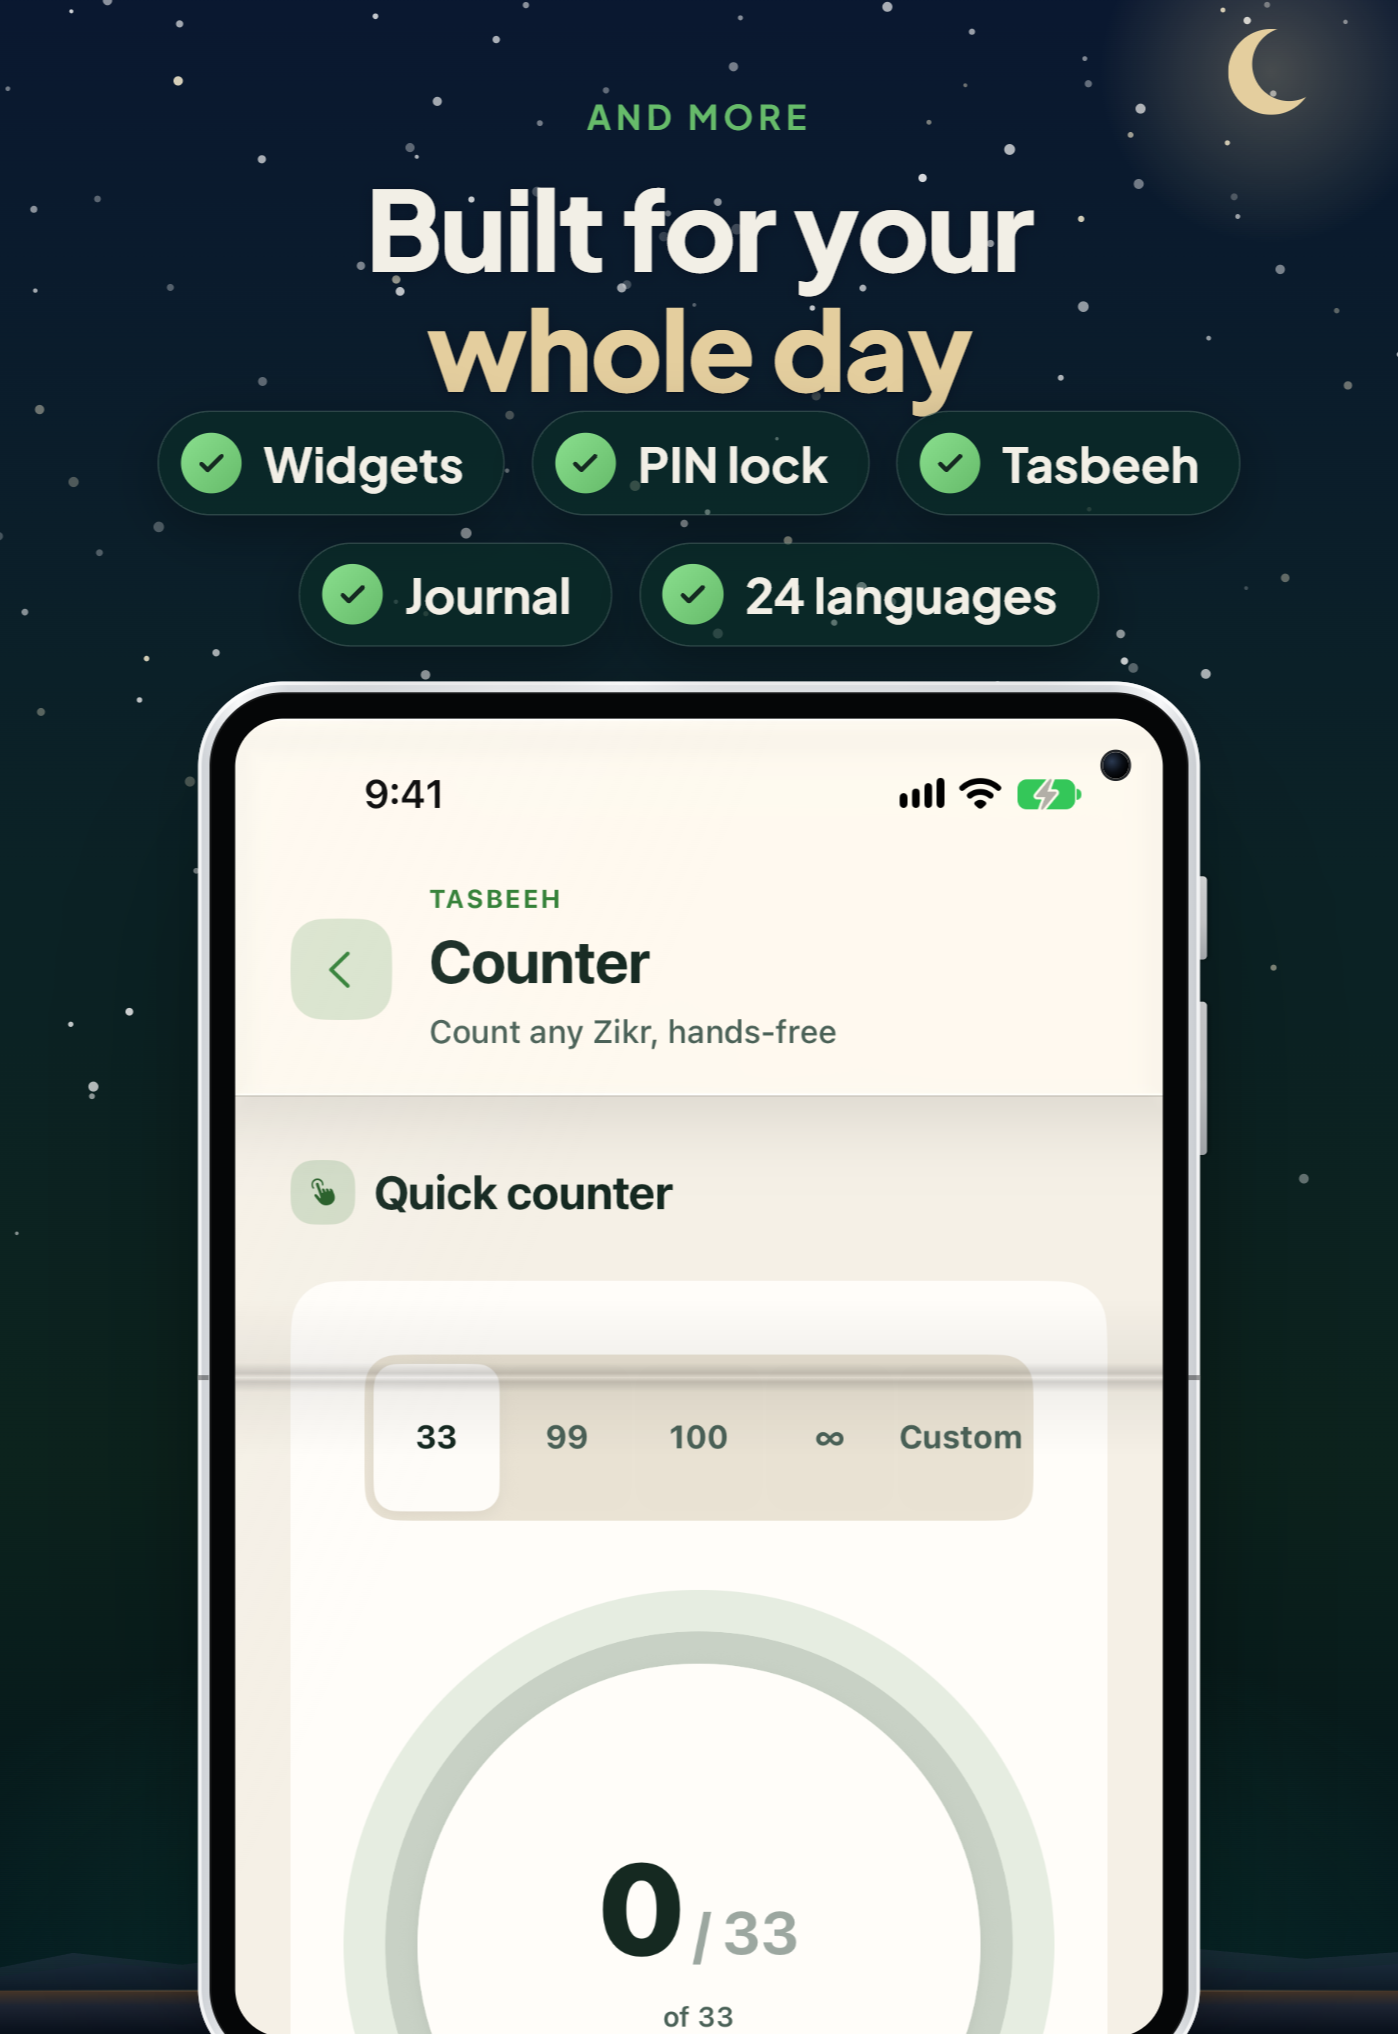 AND MORE
Built for your
whole day
Widgets PIN lock Tasbeeh
Journal 24 languages
9:41
TASBEEH
Counter
Count any Zikr, hands-free
Quick counter
33 99 100 ∞ Custom
0/33
of 33